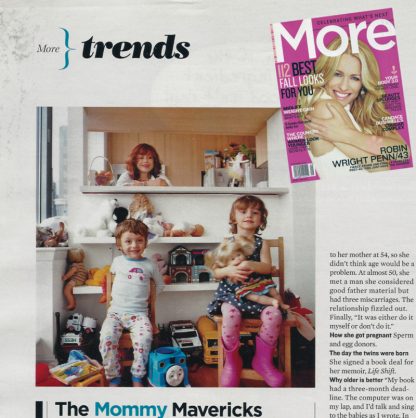 More } trends
CELEBRATING WHAT'S NEXT
More
112 BEST
FALL LOOKS
FOR YOU
ROBIN
WRIGHT PENN/43
to her mother at 54, so she
didn't think age would be a
problem. At almost 50, she
met a man she considered
good father material but
had three miscarriages. The
relationship fizzled out.
Finally, "It was either do it
myself or don't do it."
How she got pregnant Sperm
and egg donors.
The day the twins were born
She signed a book deal for
her memoir, Life Shift.
Why older is better "My book
had a three-month dead-
line. The computer was on
my lap, and I'd talk and sing
to the babies as I wrote. In
The Mommy Mavericks